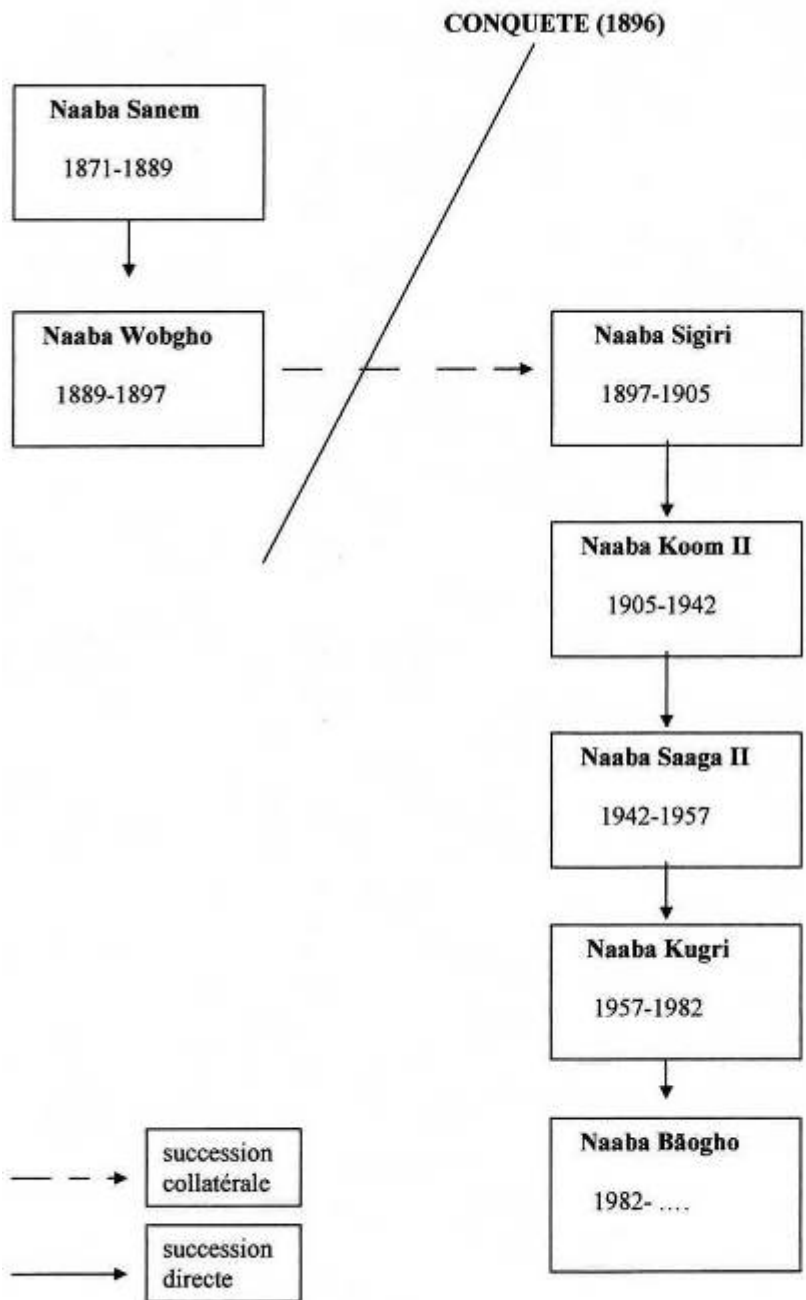 CONQUETE (1896)
Naaba Sanem
1871-1889
Naaba Wobgho
1889-1897
Naaba Sigiri
1897-1905
Naaba Koom II
1905-1942
Naaba Saaga II
1942-1957
Naaba Kugri
1957-1982
Naaba Bãogho
1982- ....
succession
collatérale
succession
directe